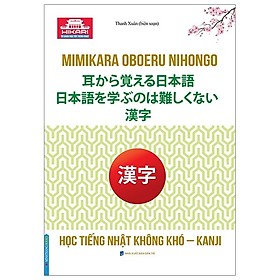 Thanh Xuân (biên soạn)
HIKARI
MIMIKARA OBOERU NIHONGO
耳から覚える日本語
日本語を学ぶのは難しくない
漢字
漢字
HỌC TIẾNG NHẬT KHÔNG KHÓ – KANJI